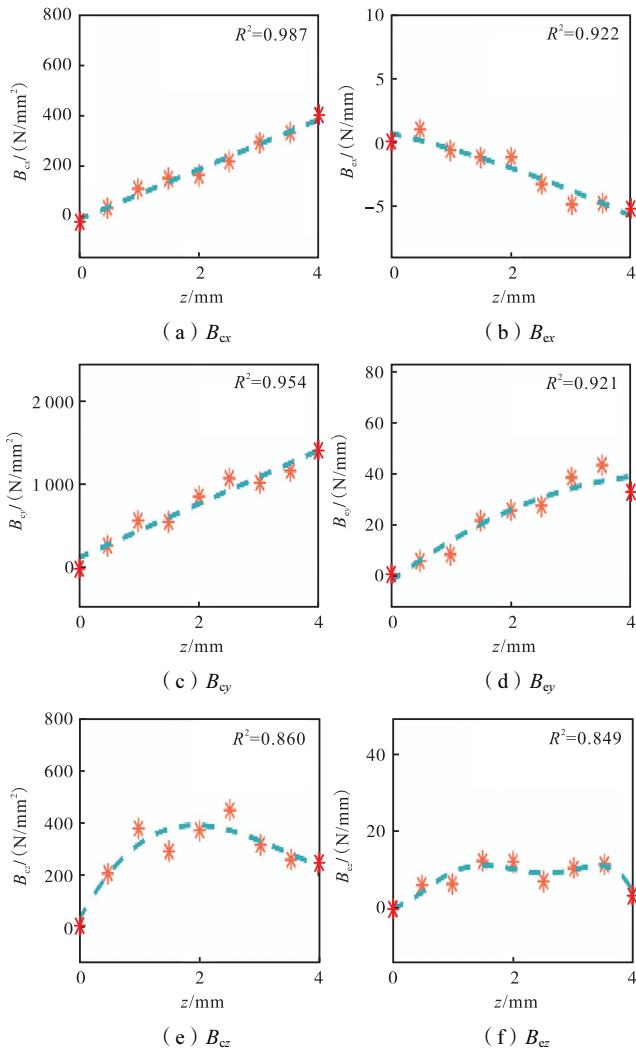 800
600
400
200
0
R²=0.987
B_cx/(N/mm²)
0
2
4
z/mm
(a) B_cx
10
5
0
−5
R²=0.922
B_ex/(N/mm)
0
2
4
z/mm
(b) B_ex
2 000
1 000
0
R²=0.954
B_cy/(N/mm²)
0
2
4
z/mm
(c) B_cy
80
60
40
20
0
R²=0.921
B_ey/(N/mm)
0
2
4
z/mm
(d) B_ey
800
600
400
200
0
R²=0.860
B_cz/(N/mm²)
0
2
4
z/mm
(e) B_cz
40
20
10
0
R²=0.849
B_ez/(N/mm)
0
2
4
z/mm
(f) B_ez